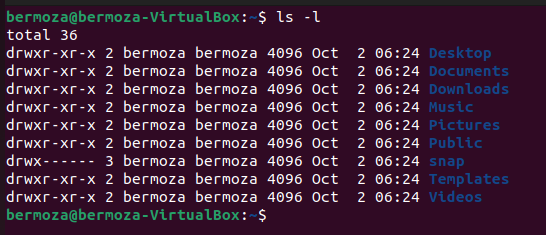 bermoza@bermoza-VirtualBox:~$ ls -l
total 36
drwxr-xr-x 2 bermoza bermoza 4096 Oct  2 06:24 Desktop
drwxr-xr-x 2 bermoza bermoza 4096 Oct  2 06:24 Documents
drwxr-xr-x 2 bermoza bermoza 4096 Oct  2 06:24 Downloads
drwxr-xr-x 2 bermoza bermoza 4096 Oct  2 06:24 Music
drwxr-xr-x 2 bermoza bermoza 4096 Oct  2 06:24 Pictures
drwxr-xr-x 2 bermoza bermoza 4096 Oct  2 06:24 Public
drwx------ 3 bermoza bermoza 4096 Oct  2 06:24 snap
drwxr-xr-x 2 bermoza bermoza 4096 Oct  2 06:24 Templates
drwxr-xr-x 2 bermoza bermoza 4096 Oct  2 06:24 Videos
bermoza@bermoza-VirtualBox:~$